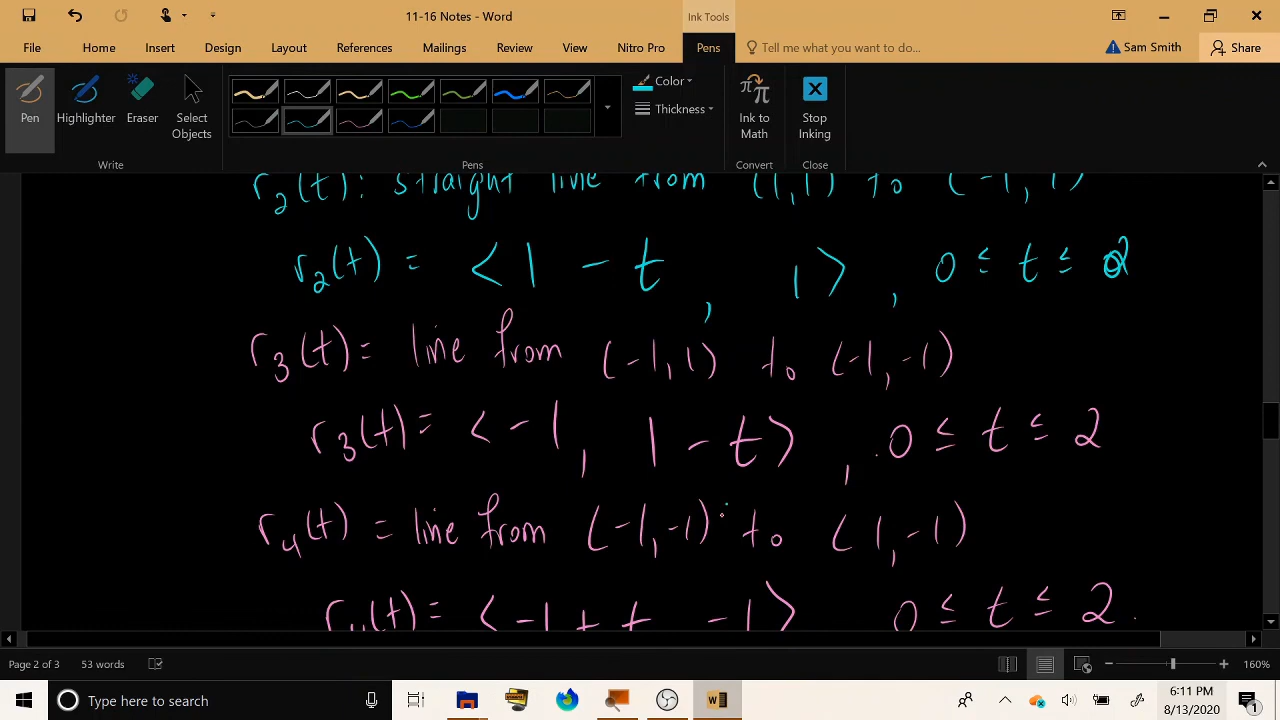 11-16 Notes - Word
Ink Tools
File Home Insert Design Layout References Mailings Review View Nitro Pro Pens Tell me what you want to do... Sam Smith Share
Pen Highlighter Eraser Select Objects
Color
Thickness
Ink to Math
Stop Inking
Write Pens Convert Close
r₂(t): straight line from (1,1) to (-1, 1)
r₂(t) = <1 - t, 1>, 0 ≤ t ≤ 2
r₃(t) = line from (-1,1) to (-1,-1)
r₃(t) = <-1, 1 - t>, 0 ≤ t ≤ 2
r₄(t) = line from (-1,-1) to (1,-1)
r₄(t) = <-1 + t, -1> 0 ≤ t ≤ 2
Page 2 of 3 53 words 160%
Type here to search
6:11 PM
8/13/2020